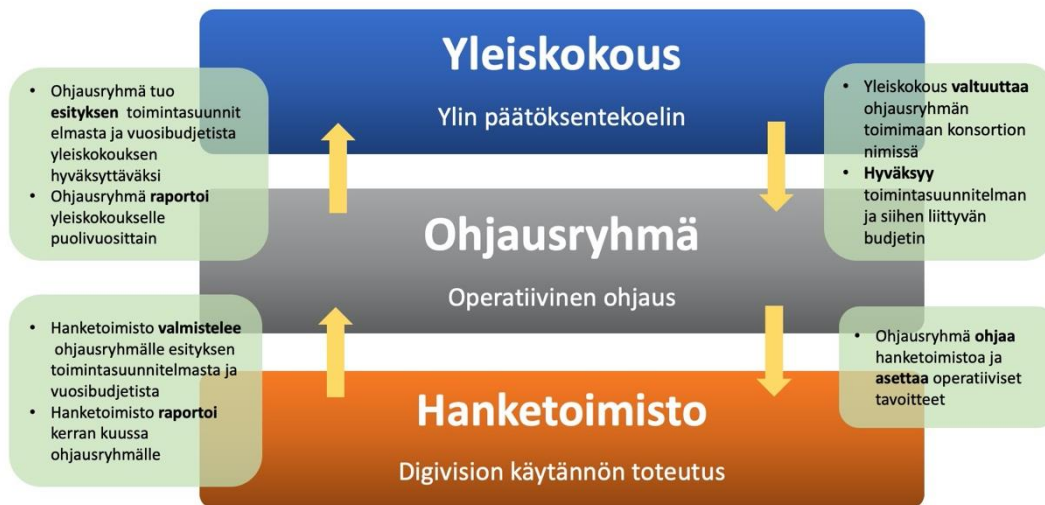 Yleiskokous
Ylin päätöksentekoelin
• Ohjausryhmä tuo
esityksen toimintasuunnit
elmasta ja vuosibudjetista
yleiskokouksen
hyväksyttäväksi
• Ohjausryhmä raportoi
yleiskokoukselle
puolivuosittain
• Yleiskokous valtuuttaa
ohjausryhmän
toimimaan konsortion
nimissä
• Hyväksyy
toimintasuunnitelman
ja siihen liittyvän
budjetin
Ohjausryhmä
Operatiivinen ohjaus
• Hanketoimisto valmistelee
ohjausryhmälle esityksen
toimintasuunnitelmasta ja
vuosibudjetista
• Hanketoimisto raportoi
kerran kuussa
ohjausryhmälle
• Ohjausryhmä ohjaa
hanketoimistoa ja
asettaa operatiiviset
tavoitteet
Hanketoimisto
Digivision käytännön toteutus